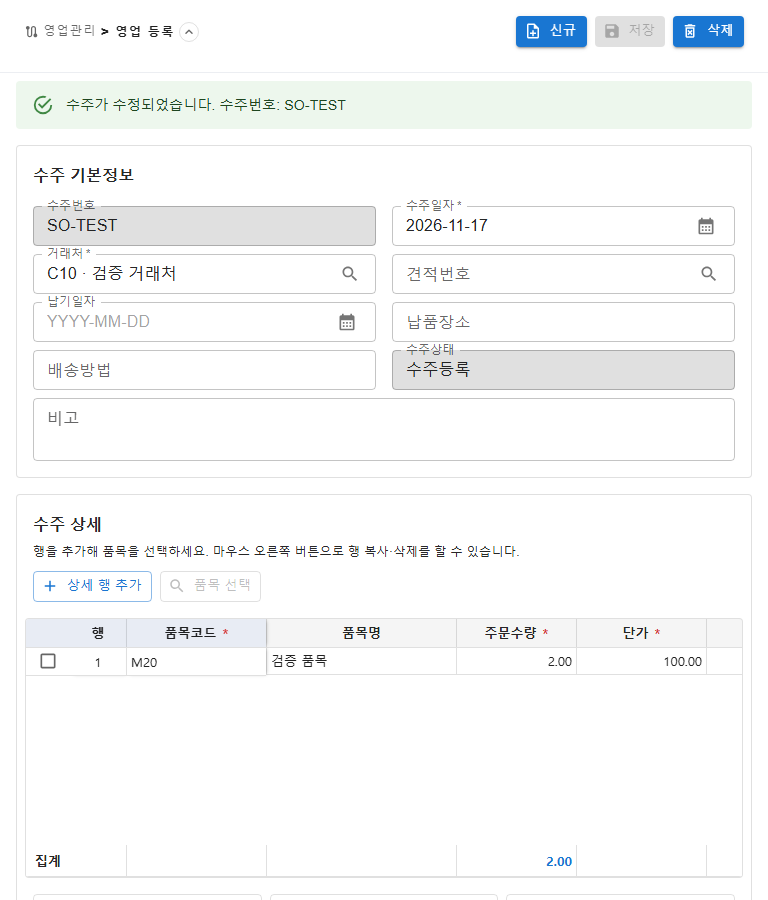 영업관리 > 영업 등록
신규 저장 삭제
수주가 수정되었습니다. 수주번호: SO-TEST
수주 기본정보
수주번호 수주일자 *
SO-TEST 2026-11-17
거래처 *
C10 · 검증 거래처 견적번호
납기일자
YYYY-MM-DD 납품장소
수주상태
배송방법 수주등록
비고
수주 상세
행을 추가해 품목을 선택하세요. 마우스 오른쪽 버튼으로 행 복사·삭제를 할 수 있습니다.
+ 상세 행 추가 품목 선택
행 품목코드 * 품목명 주문수량 * 단가 *
1 M20 검증 품목 2.00 100.00
집계 2.00